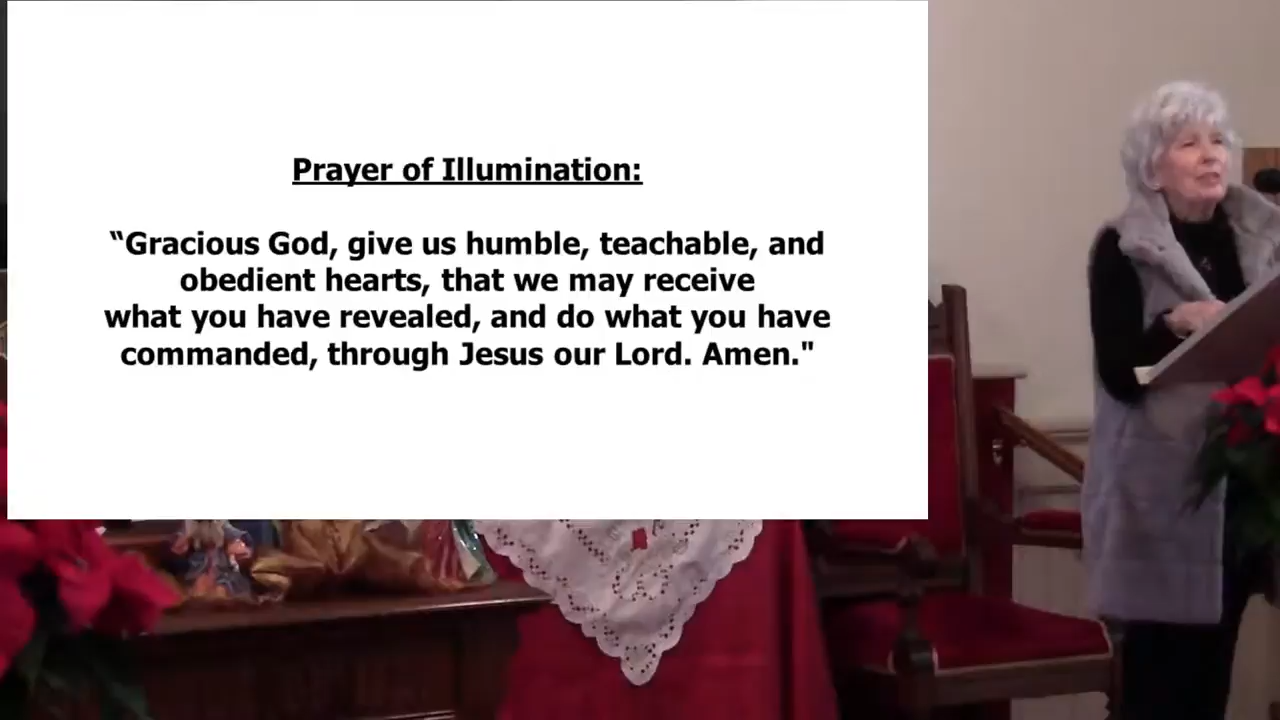 Prayer of Illumination:
“Gracious God, give us humble, teachable, and
obedient hearts, that we may receive
what you have revealed, and do what you have
commanded, through Jesus our Lord. Amen."